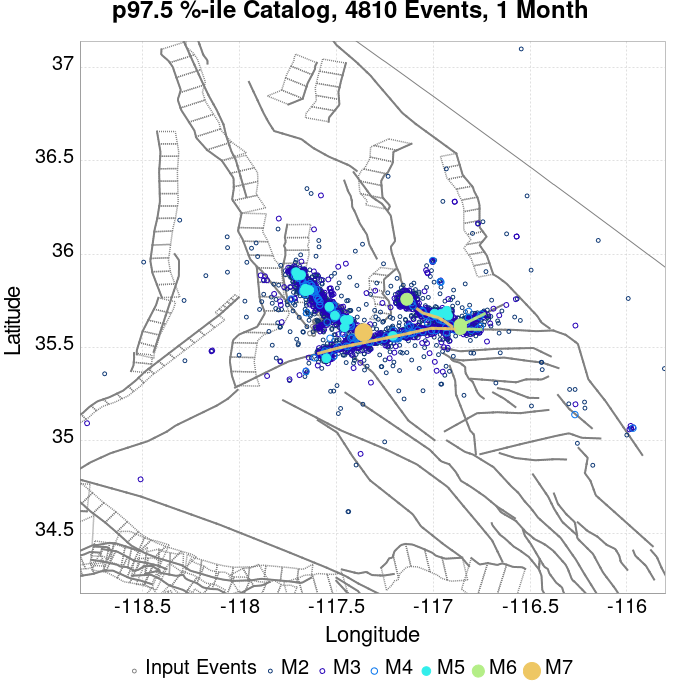 p97.5 %-ile Catalog, 4810 Events, 1 Month
37
36.5
36
35.5
35
34.5
Latitude
-118.5 -118 -117.5 -117 -116.5 -116
Longitude
Input Events M2 M3 M4 M5 M6 M7